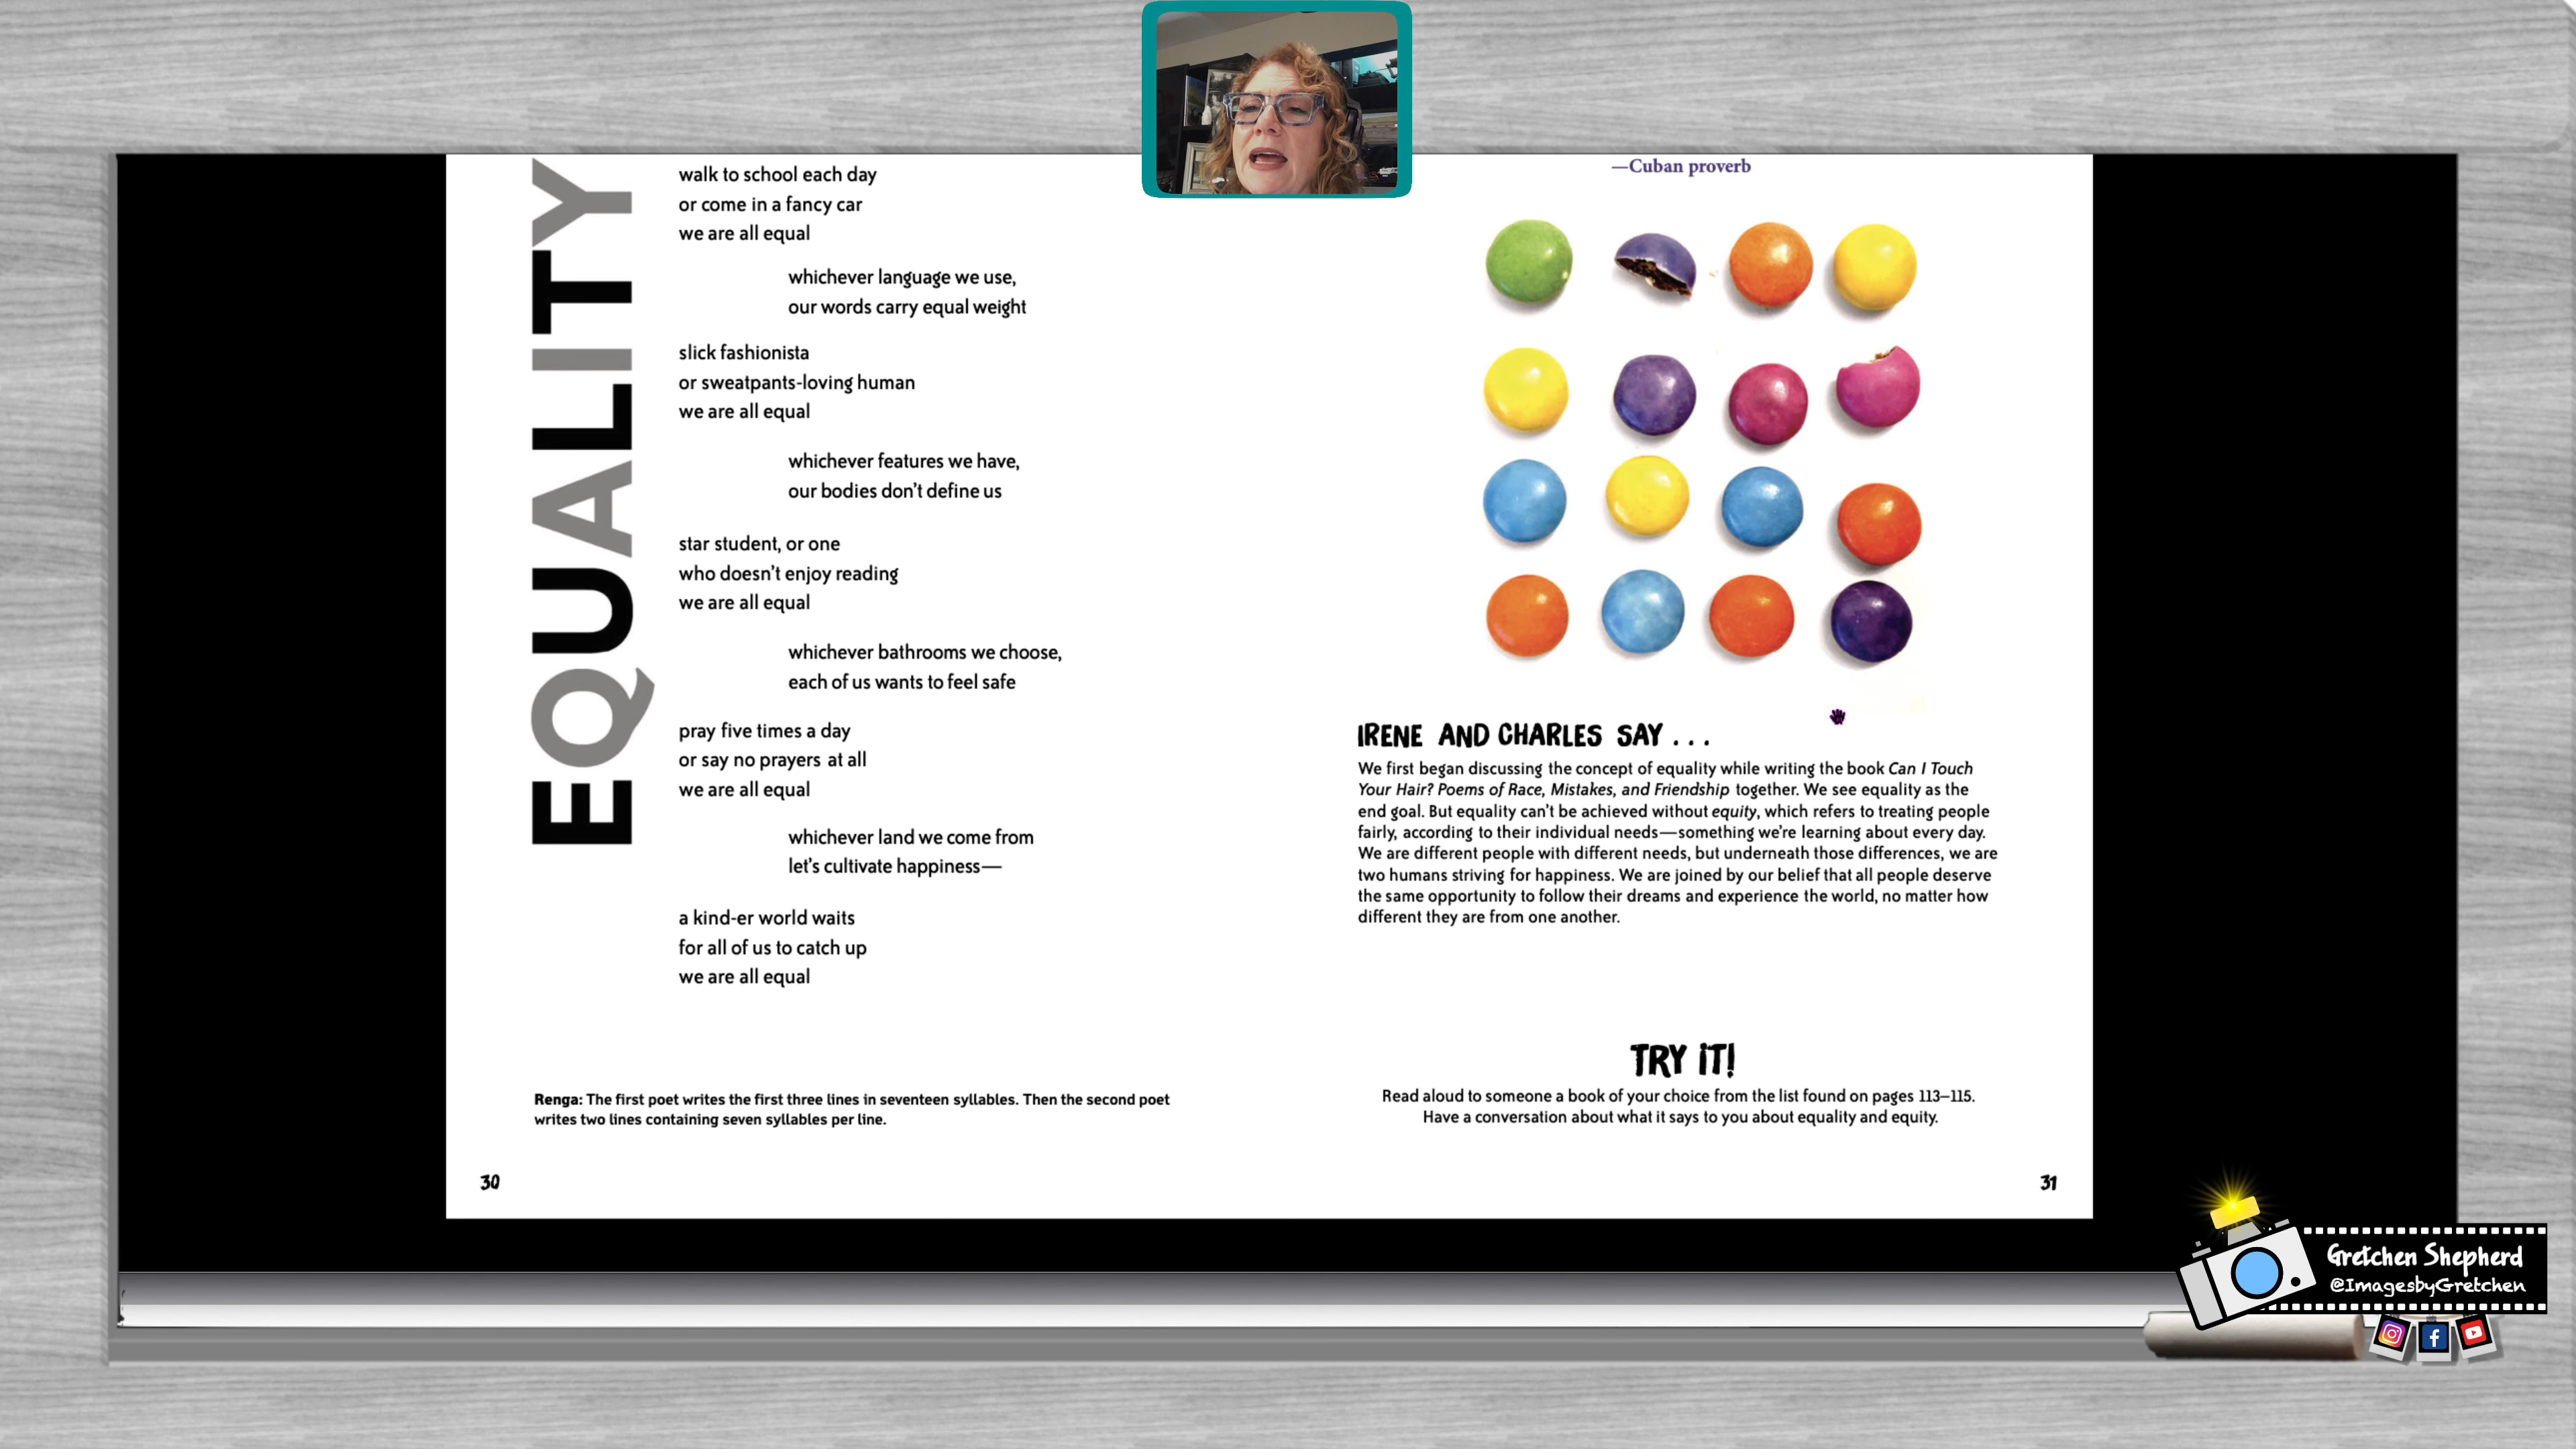 EQUALITY
walk to school each day
or come in a fancy car
we are all equal
whichever language we use,
our words carry equal weight
slick fashionista
or sweatpants-loving human
we are all equal
whichever features we have,
our bodies don't define us
star student, or one
who doesn't enjoy reading
we are all equal
whichever bathrooms we choose,
each of us wants to feel safe
pray five times a day
or say no prayers at all
we are all equal
whichever land we come from
let's cultivate happiness—
a kind-er world waits
for all of us to catch up
we are all equal
Renga: The first poet writes the first three lines in seventeen syllables. Then the second poet
writes two lines containing seven syllables per line.
30
—Cuban proverb
IRENE AND CHARLES SAY . . .
We first began discussing the concept of equality while writing the book Can I Touch
Your Hair? Poems of Race, Mistakes, and Friendship together. We see equality as the
end goal. But equality can't be achieved without equity, which refers to treating people
fairly, according to their individual needs—something we're learning about every day.
We are different people with different needs, but underneath those differences, we are
two humans striving for happiness. We are joined by our belief that all people deserve
the same opportunity to follow their dreams and experience the world, no matter how
different they are from one another.
TRY IT!
Read aloud to someone a book of your choice from the list found on pages 113–115.
Have a conversation about what it says to you about equality and equity.
31
Gretchen Shepherd
@ImagesbyGretchen